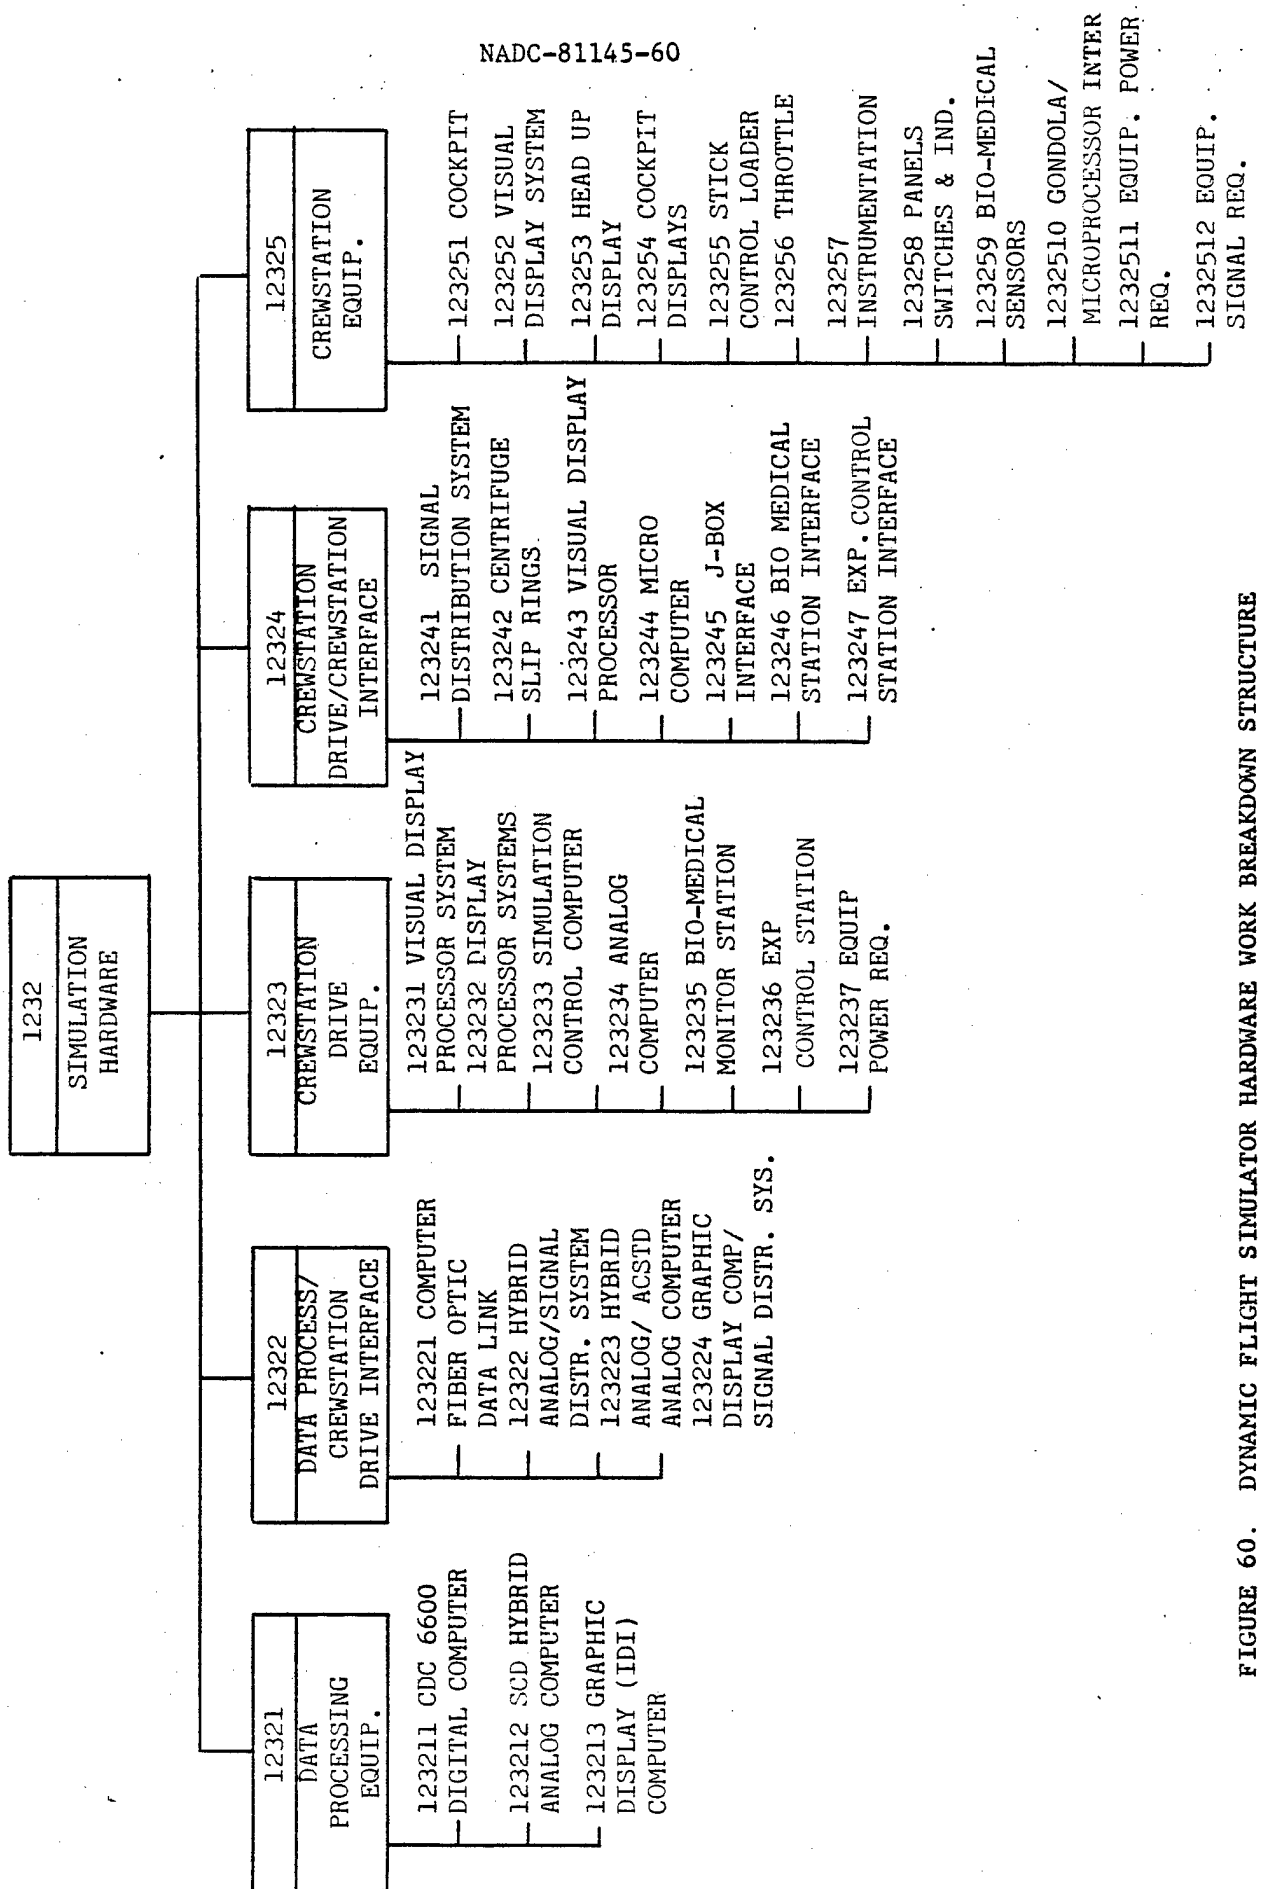 NADC-81145-60
1232
SIMULATION
HARDWARE
12321
DATA
PROCESSING
EQUIP.
123211 CDC 6600
DIGITAL COMPUTER
123212 SCD HYBRID
ANALOG COMPUTER
123213 GRAPHIC
DISPLAY (IDI)
COMPUTER
12322
DATA PROCESS/
CREWSTATION
DRIVE INTERFACE
123221 COMPUTER
FIBER OPTIC
DATA LINK
12322 HYBRID
ANALOG/SIGNAL
DISTR. SYSTEM
123223 HYBRID
ANALOG/ ACSTD
ANALOG COMPUTER
123224 GRAPHIC
DISPLAY COMP/
SIGNAL DISTR. SYS.
12323
CREWSTATION
DRIVE
EQUIP.
123231 VISUAL DISPLAY
PROCESSOR SYSTEM
123232 DISPLAY
PROCESSOR SYSTEMS
123233 SIMULATION
CONTROL COMPUTER
123234 ANALOG
COMPUTER
123235 BIO-MEDICAL
MONITOR STATION
123236 EXP
CONTROL STATION
123237 EQUIP
POWER REQ.
12324
CREWSTATION
DRIVE/CREWSTATION
INTERFACE
123241 SIGNAL
DISTRIBUTION SYSTEM
123242 CENTRIFUGE
SLIP RINGS
123243 VISUAL DISPLAY
PROCESSOR
123244 MICRO
COMPUTER
123245 J-BOX
INTERFACE
123246 BIO MEDICAL
STATION INTERFACE
123247 EXP. CONTROL
STATION INTERFACE
12325
CREWSTATION
EQUIP.
123251 COCKPIT
123252 VISUAL
DISPLAY SYSTEM
123253 HEAD UP
DISPLAY
123254 COCKPIT
DISPLAYS
123255 STICK
CONTROL LOADER
123256 THROTTLE
123257
INSTRUMENTATION
123258 PANELS
SWITCHES & IND.
123259 BIO-MEDICAL
SENSORS
1232510 GONDOLA/
MICROPROCESSOR INTER
1232511 EQUIP. POWER
REQ.
1232512 EQUIP.
SIGNAL REQ.
FIGURE 60. DYNAMIC FLIGHT SIMULATOR HARDWARE WORK BREAKDOWN STRUCTURE